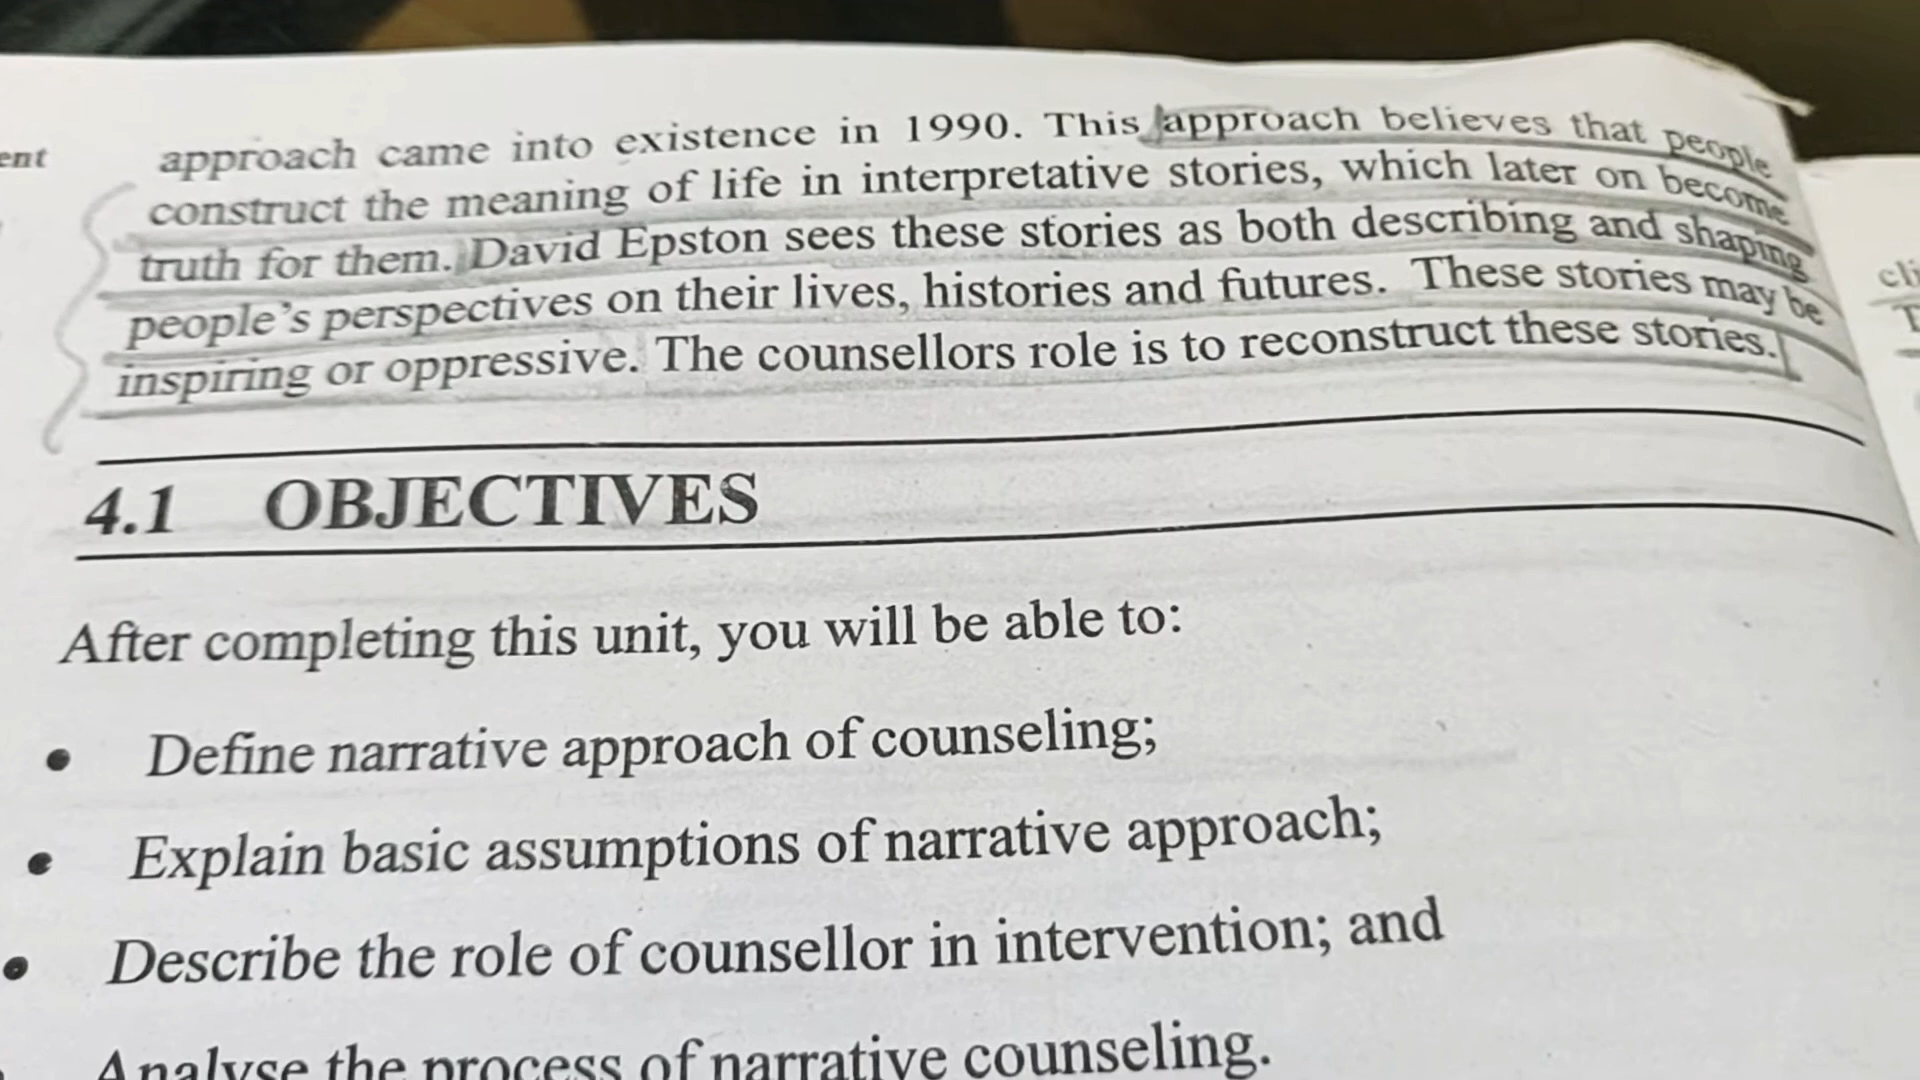 approach came into existence in 1990. This approach believes that people
construct the meaning of life in interpretative stories, which later on become
truth for them. David Epston sees these stories as both describing and shaping
people's perspectives on their lives, histories and futures. These stories may be
inspiring or oppressive. The counsellors role is to reconstruct these stories.
4.1 OBJECTIVES
After completing this unit, you will be able to:
• Define narrative approach of counseling;
• Explain basic assumptions of narrative approach;
• Describe the role of counsellor in intervention; and
Analyse the process of narrative counseling.